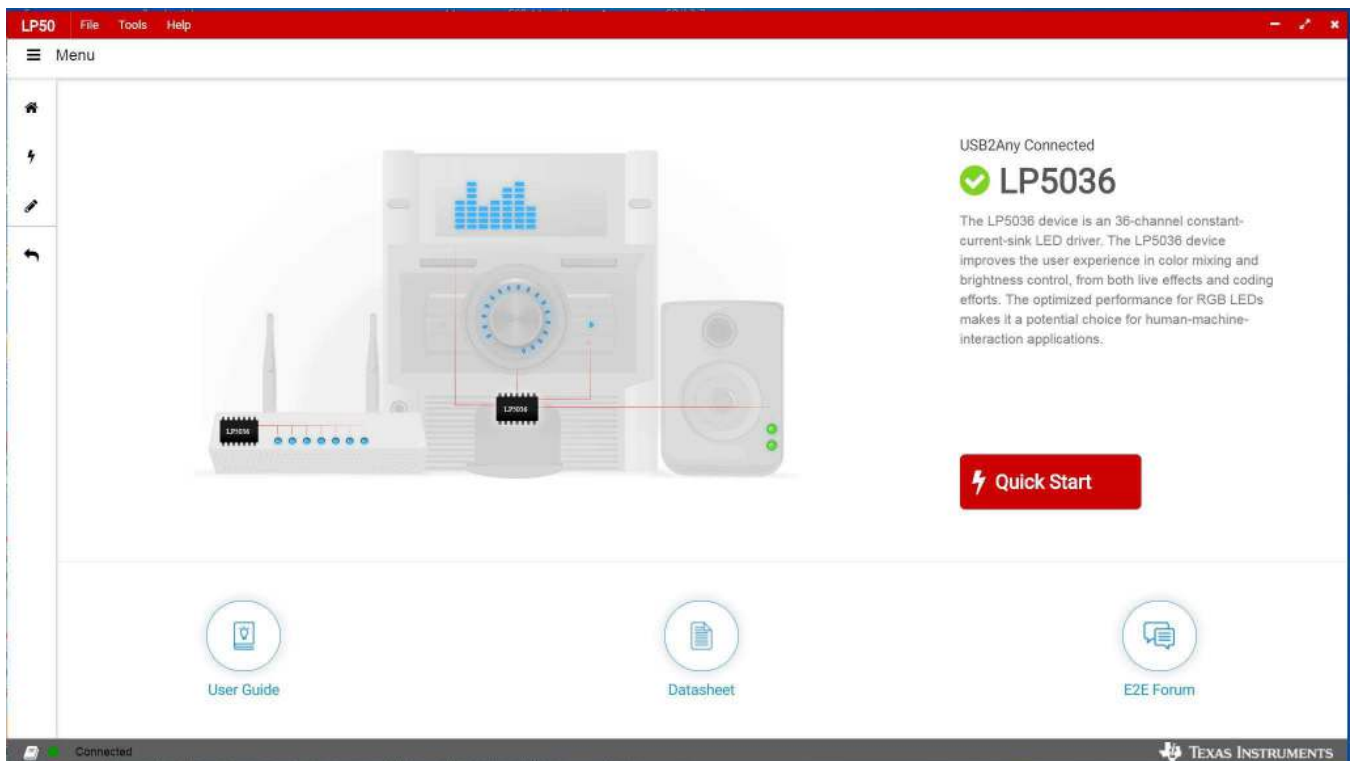 LP50 File Tools Help
Menu
USB2Any Connected
LP5036
The LP5036 device is an 36-channel constant-
current-sink LED driver. The LP5036 device
improves the user experience in color mixing and
brightness control, from both live effects and coding
efforts. The optimized performance for RGB LEDs
makes it a potential choice for human-machine-
interaction applications.
LP5036
LP5036
Quick Start
User Guide
Datasheet
E2E Forum
Connected
TEXAS INSTRUMENTS